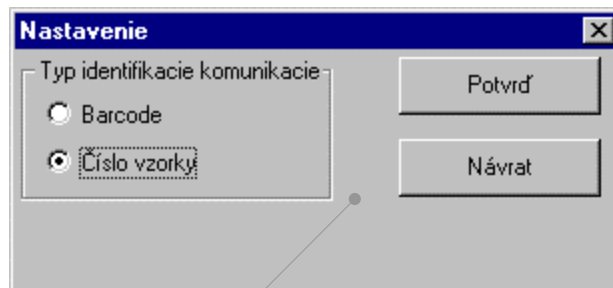 Nastavenie
Typ identifikacie komunikacie
Barcode
Číslo vzorky
Potvrď
Návrat